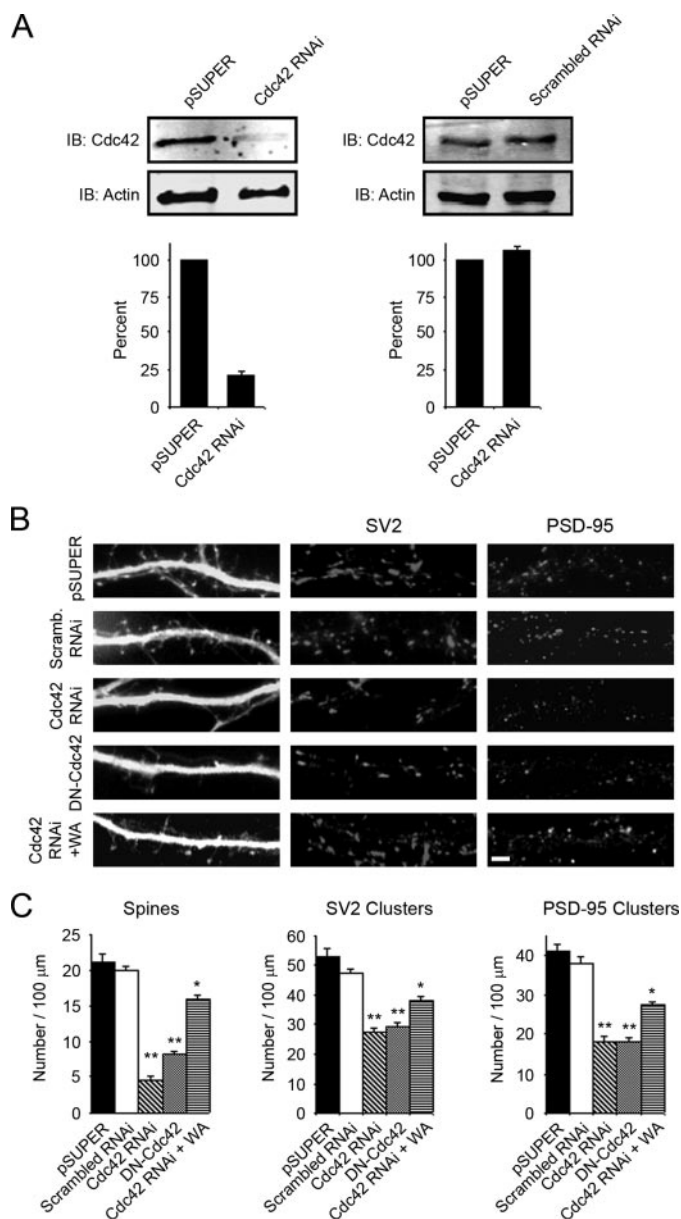 A
pSUPER
Cdc42 RNAi
IB: Cdc42
IB: Actin
pSUPER
Scrambled RNAi
IB: Cdc42
IB: Actin
Percent
100
75
50
25
0
pSUPER
Cdc42 RNAi
Percent
100
75
50
25
0
pSUPER
Cdc42 RNAi
B
SV2
PSD-95
pSUPER
Scramb.
RNAi
Cdc42
RNAi
DN-Cdc42
Cdc42
RNAi
+WA
C
Spines
Number / 100 µm
25
20
15
10
5
0
**
**
*
pSUPER
Scrambled RNAi
Cdc42 RNAi
DN-Cdc42
Cdc42 RNAi + WA
SV2 Clusters
Number / 100 µm
60
50
40
30
20
10
0
**
**
*
pSUPER
Scrambled RNAi
Cdc42 RNAi
DN-Cdc42
Cdc42 RNAi + WA
PSD-95 Clusters
Number / 100 µm
40
30
20
10
0
**
**
*
pSUPER
Scrambled RNAi
Cdc42 RNAi
DN-Cdc42
Cdc42 RNAi + WA